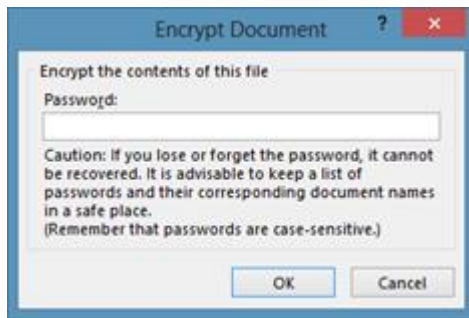 Encrypt Document
?
Encrypt the contents of this file
Password:
Caution: If you lose or forget the password, it cannot
be recovered. It is advisable to keep a list of
passwords and their corresponding document names
in a safe place.
(Remember that passwords are case-sensitive.)
OK Cancel